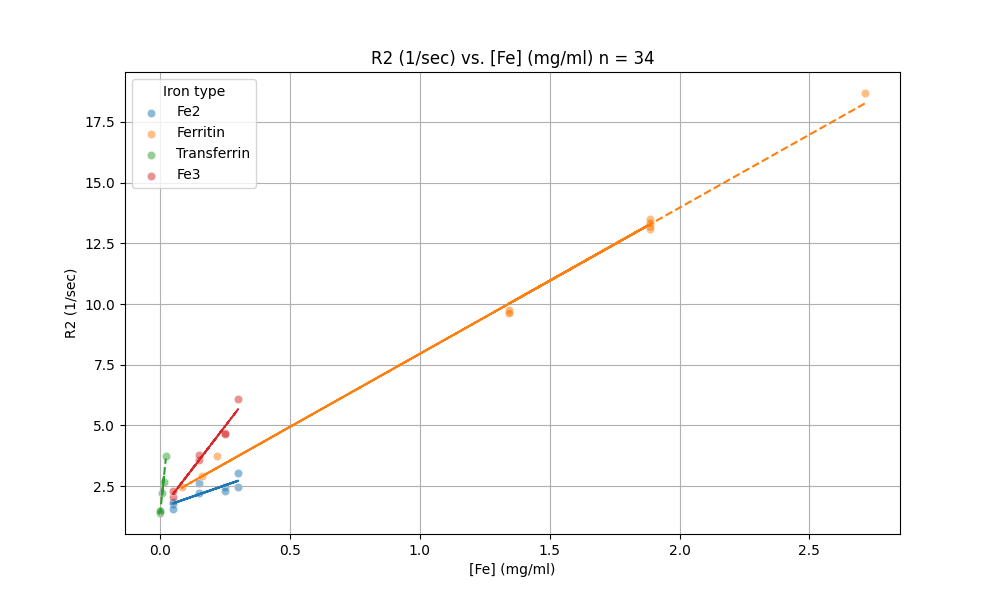 R2 (1/sec) vs. [Fe] (mg/ml) n = 34
Iron type
Fe2
Ferritin
Transferrin
Fe3
17.5
15.0
12.5
10.0
7.5
5.0
2.5
R2 (1/sec)
0.0 0.5 1.0 1.5 2.0 2.5
[Fe] (mg/ml)